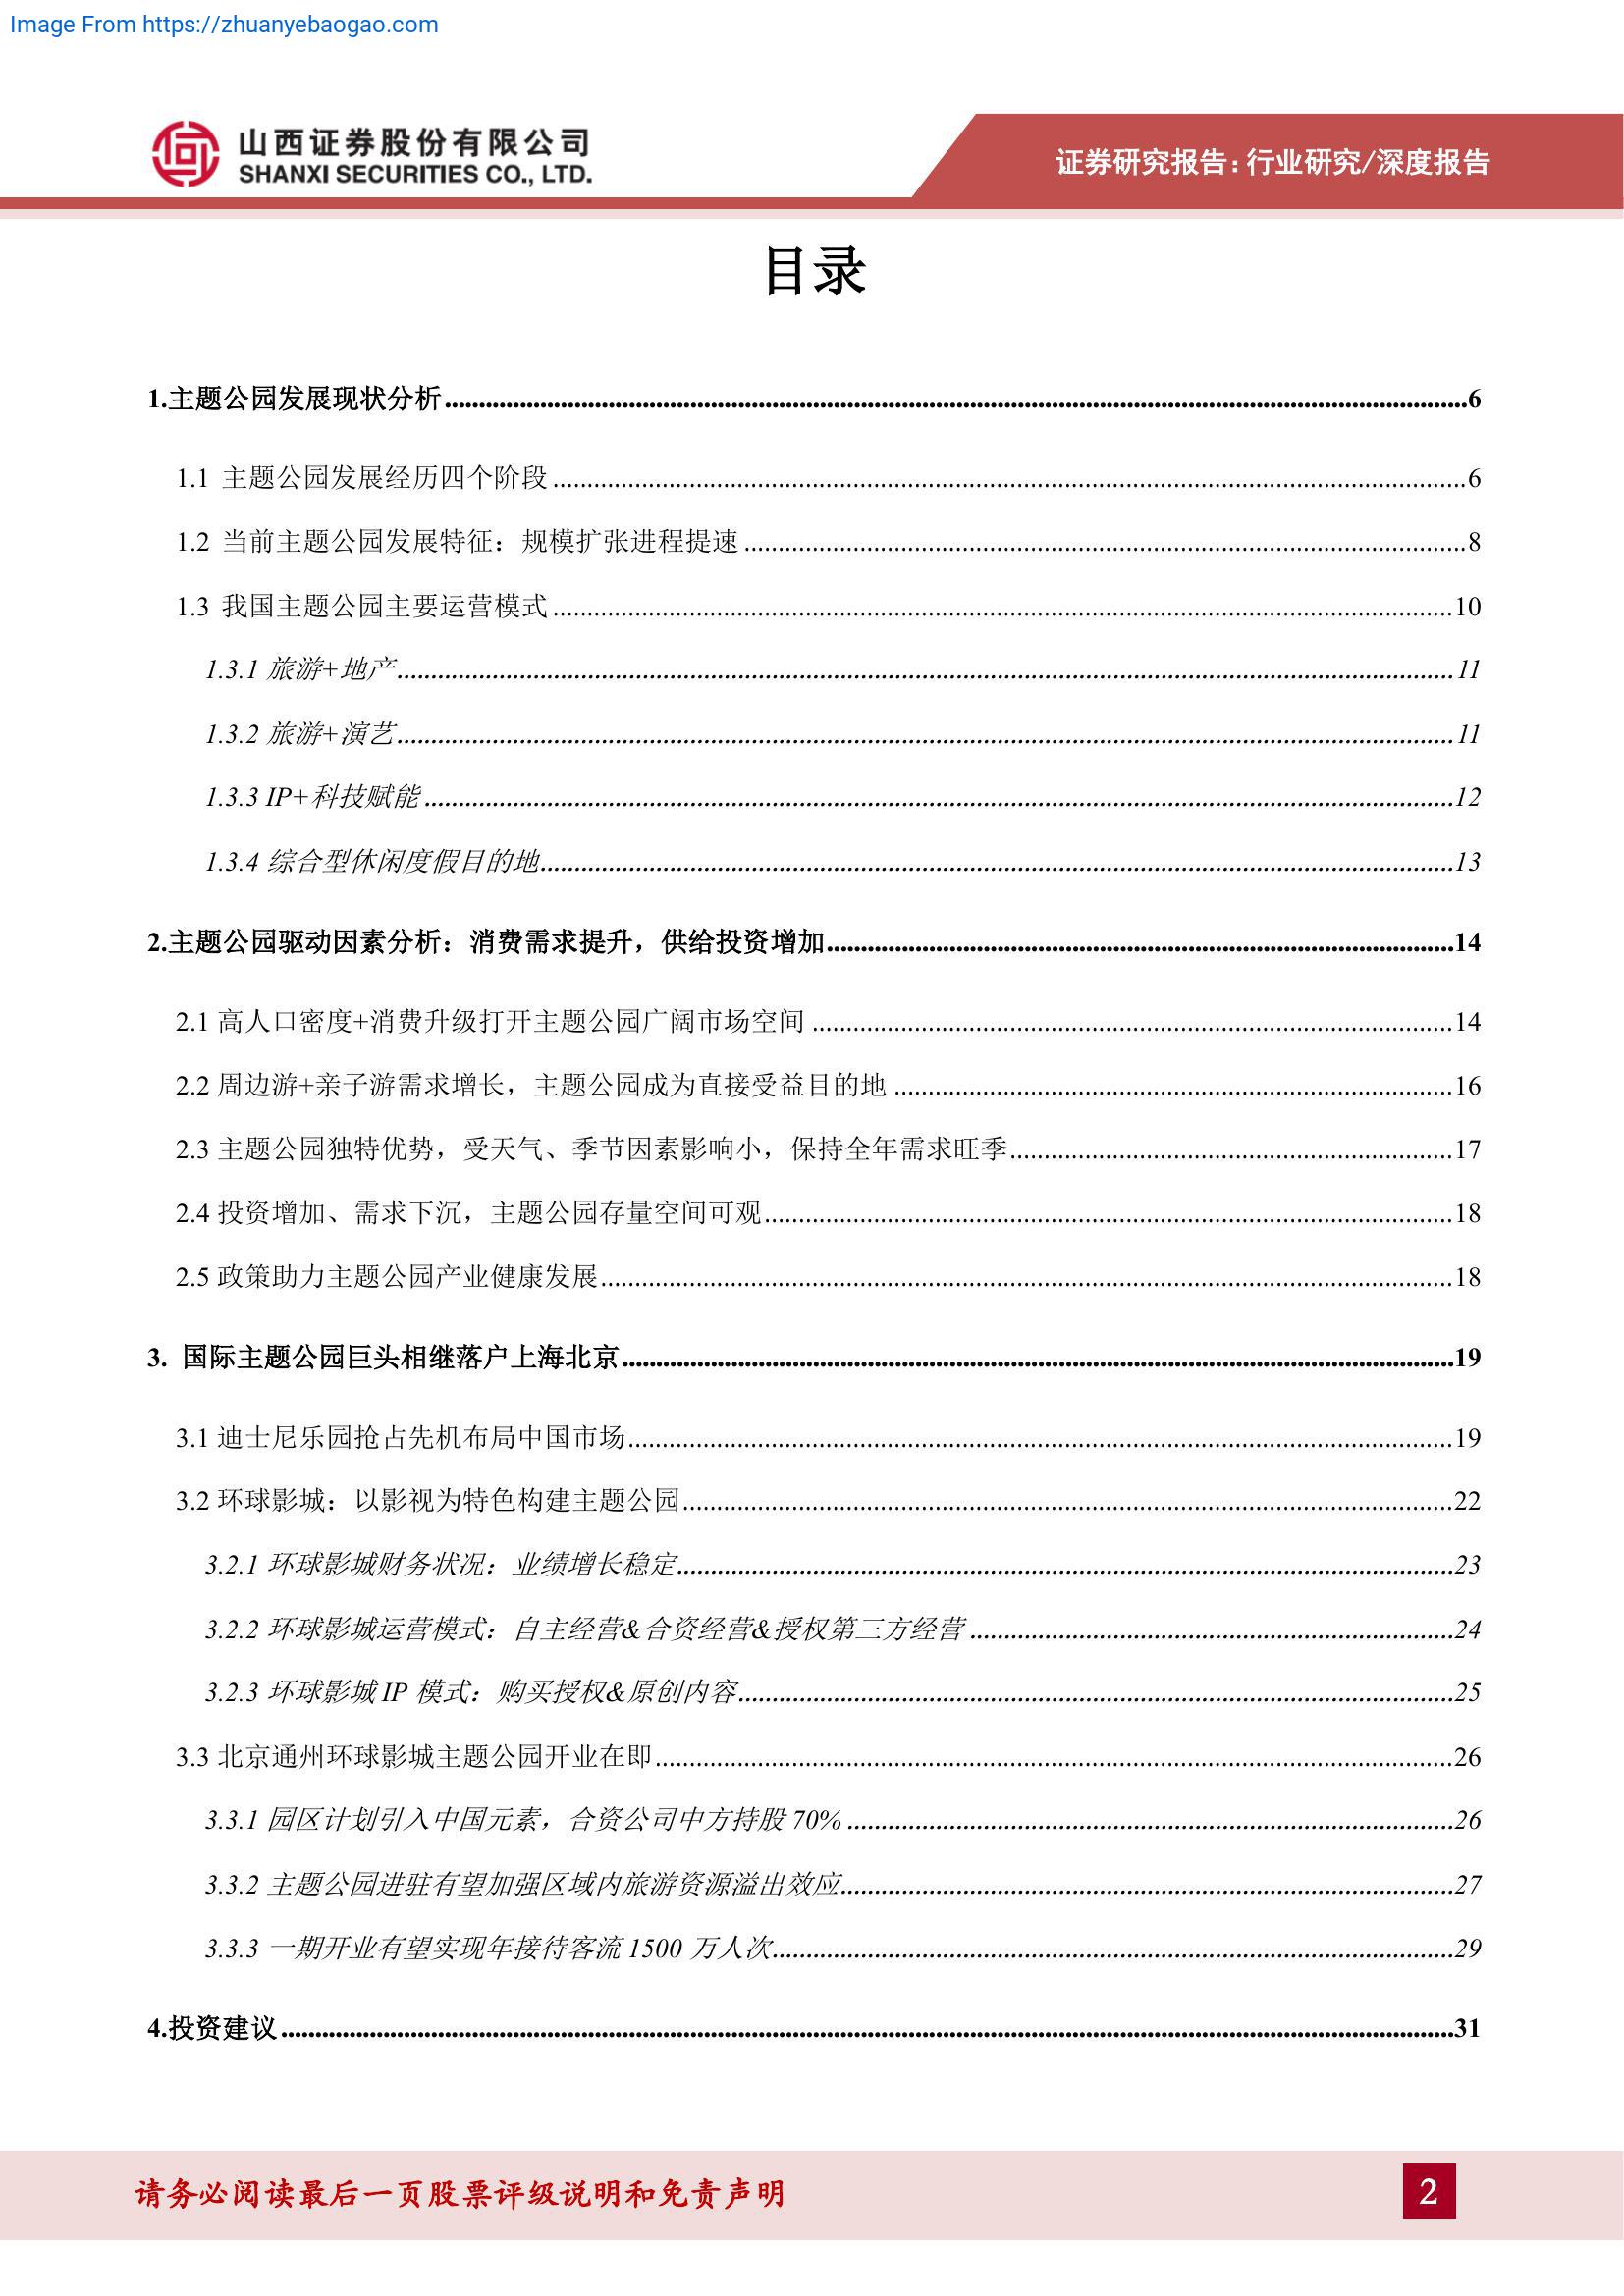 Image From https://zhuanyebaogao.com
山西证券股份有限公司
SHANXI SECURITIES CO., LTD.
证券研究报告:行业研究/深度报告
目录
1.主题公园发展现状分析........6
1.1 主题公园发展经历四个阶段........6
1.2 当前主题公园发展特征：规模扩张进程提速........8
1.3 我国主题公园主要运营模式........10
1.3.1 旅游+地产........11
1.3.2 旅游+演艺........11
1.3.3 IP+科技赋能........12
1.3.4 综合型休闲度假目的地........13
2.主题公园驱动因素分析：消费需求提升，供给投资增加........14
2.1 高人口密度+消费升级打开主题公园广阔市场空间........14
2.2 周边游+亲子游需求增长，主题公园成为直接受益目的地........16
2.3 主题公园独特优势，受天气、季节因素影响小，保持全年需求旺季........17
2.4 投资增加、需求下沉，主题公园存量空间可观........18
2.5 政策助力主题公园产业健康发展........18
3. 国际主题公园巨头相继落户上海北京........19
3.1 迪士尼乐园抢占先机布局中国市场........19
3.2 环球影城：以影视为特色构建主题公园........22
3.2.1 环球影城财务状况：业绩增长稳定........23
3.2.2 环球影城运营模式：自主经营&合资经营&授权第三方经营........24
3.2.3 环球影城 IP 模式：购买授权&原创内容........25
3.3 北京通州环球影城主题公园开业在即........26
3.3.1 园区计划引入中国元素，合资公司中方持股 70%........26
3.3.2 主题公园进驻有望加强区域内旅游资源溢出效应........27
3.3.3 一期开业有望实现年接待客流 1500 万人次........29
4.投资建议........31
请务必阅读最后一页股票评级说明和免责声明
2